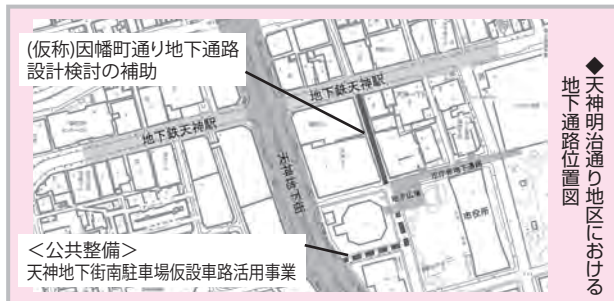 ◆天神明治通り地区における
地下通路位置図
(仮称)因幡町通り地下通路
設計検討の補助
地下鉄天神駅
地下鉄天神駅
天神地下街
市役所
＜公共整備＞
天神地下街南駐車場仮設車路活用事業